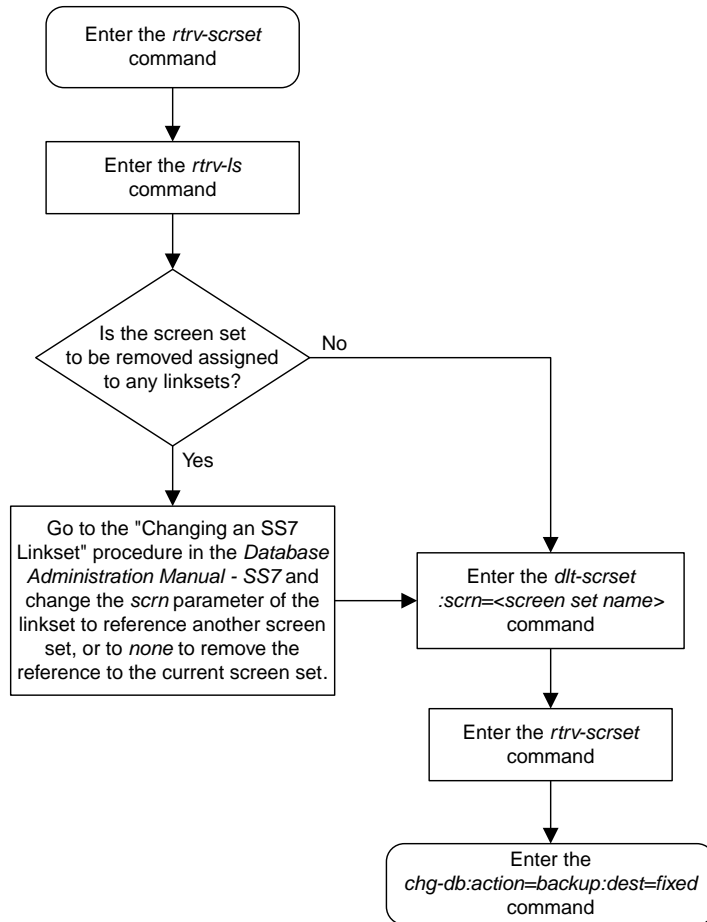 Enter the rtrv-scrset
command
Enter the rtrv-ls
command
Is the screen set
to be removed assigned
to any linksets?
No
Yes
Go to the "Changing an SS7
Linkset" procedure in the Database
Administration Manual - SS7 and
change the scrn parameter of the
linkset to reference another screen
set, or to none to remove the
reference to the current screen set.
Enter the dlt-scrset
:scrn=<screen set name>
command
Enter the rtrv-scrset
command
Enter the
chg-db:action=backup:dest=fixed
command